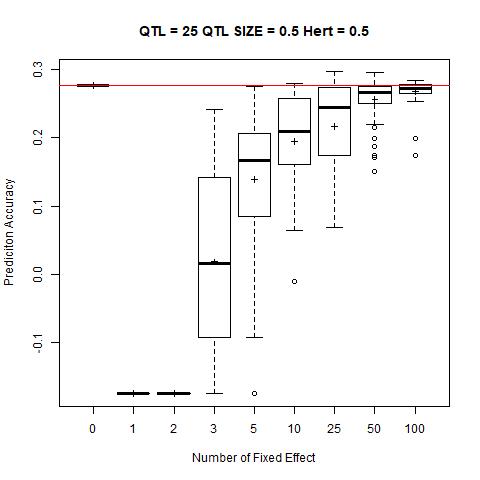 QTL = 25 QTL SIZE = 0.5 Hert = 0.5
0.3
0.2
0.1
0.0
-0.1
Prediciton Accuracy
0 1 2 3 5 10 25 50 100
Number of Fixed Effect